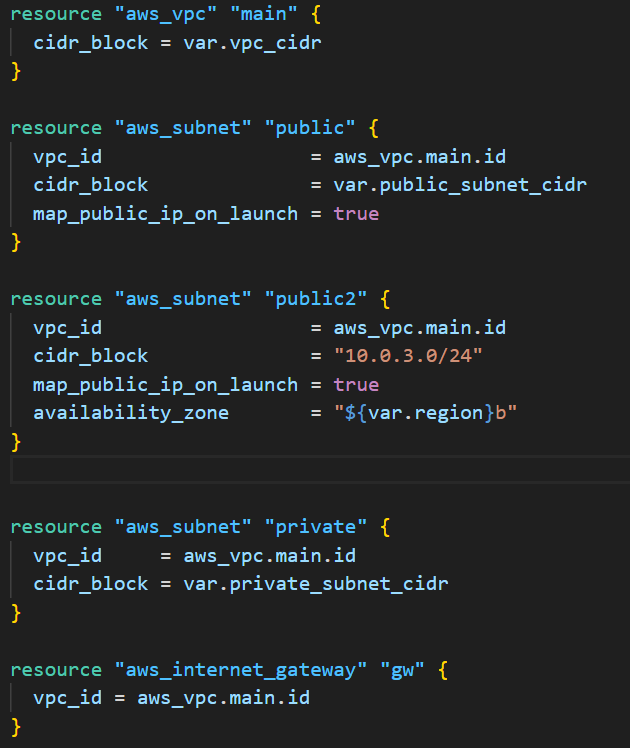 resource "aws_vpc" "main" {
  cidr_block = var.vpc_cidr
}

resource "aws_subnet" "public" {
  vpc_id                  = aws_vpc.main.id
  cidr_block              = var.public_subnet_cidr
  map_public_ip_on_launch = true
}

resource "aws_subnet" "public2" {
  vpc_id                  = aws_vpc.main.id
  cidr_block              = "10.0.3.0/24"
  map_public_ip_on_launch = true
  availability_zone       = "${var.region}b"
}

resource "aws_subnet" "private" {
  vpc_id     = aws_vpc.main.id
  cidr_block = var.private_subnet_cidr
}

resource "aws_internet_gateway" "gw" {
  vpc_id = aws_vpc.main.id
}